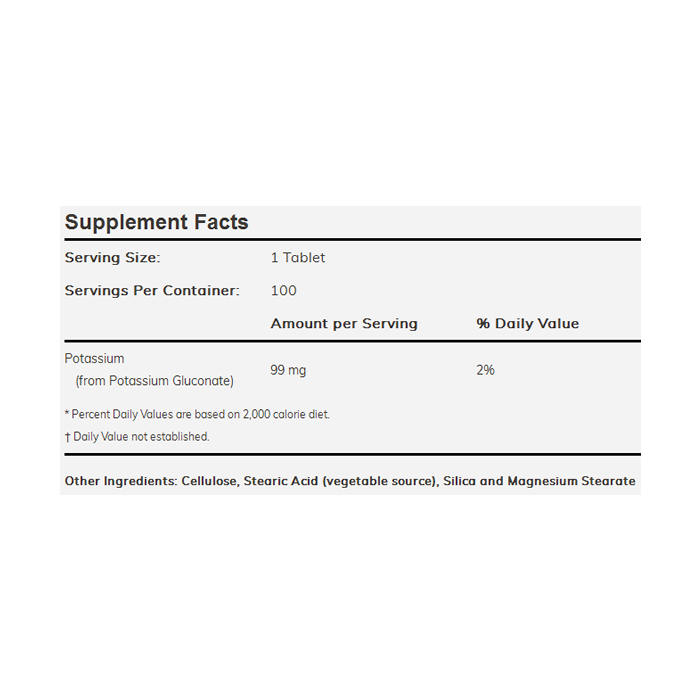 Supplement Facts
Serving Size: 1 Tablet
Servings Per Container: 100
Amount per Serving % Daily Value
Potassium
(from Potassium Gluconate) 99 mg 2%
* Percent Daily Values are based on 2,000 calorie diet.
† Daily Value not established.
Other Ingredients: Cellulose, Stearic Acid (vegetable source), Silica and Magnesium Stearate